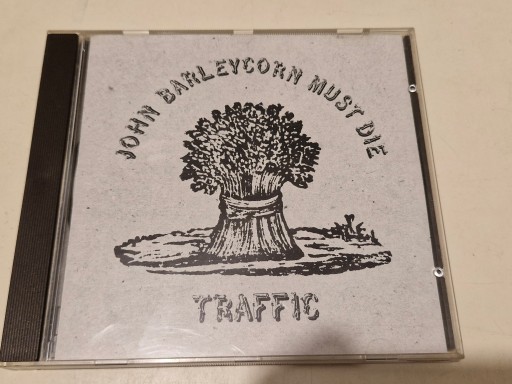 JOHN BARLEYCORN MUST DIE
TRAFFIC